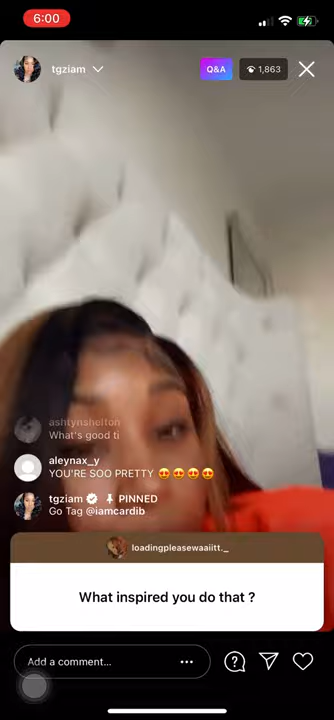 6:00
tgziam
Q&A
1,863
ashtynshelton
What's good ti
aleynax_y
YOU'RE SOO PRETTY 😍😍😍😍
tgziam PINNED
Go Tag @iamcardib
loadingpleasewaaiitt._
What inspired you do that ?
Add a comment...